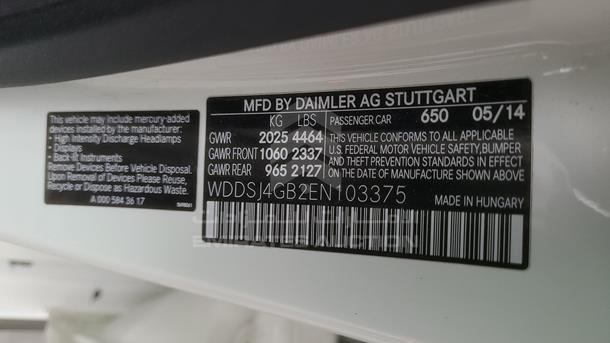 This vehicle may include mercury-added
devices installed by the manufacturer:
- High Intensity Discharge Headlamps
- Displays
- Back-lit Instruments
Remove Devices Before Vehicle Disposal.
Upon Removal of Devices Please Reuse,
Recycle or Dispose as Hazardous Waste.
A 000 584 36 17
MFD BY DAIMLER AG STUTTGART
KG LBS PASSENGER CAR 650 05/14
GVWR 2025 4464 THIS VEHICLE CONFORMS TO ALL APPLICABLE
GAWR FRONT 1060 2337 U.S. FEDERAL MOTOR VEHICLE SAFETY, BUMPER
GAWR REAR 965 2127 AND THEFT PREVENTION STANDARDS IN EFFECT
ON THE DATE OF MANUFACTURE SHOWN ABOVE.
WDDSJ4GB2EN103375
MADE IN HUNGARY
EMIRATES AUCTION